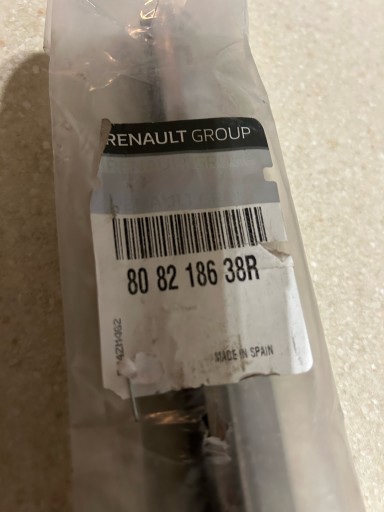 RENAULT GROUP
80 82 186 38R
MADE IN SPAIN